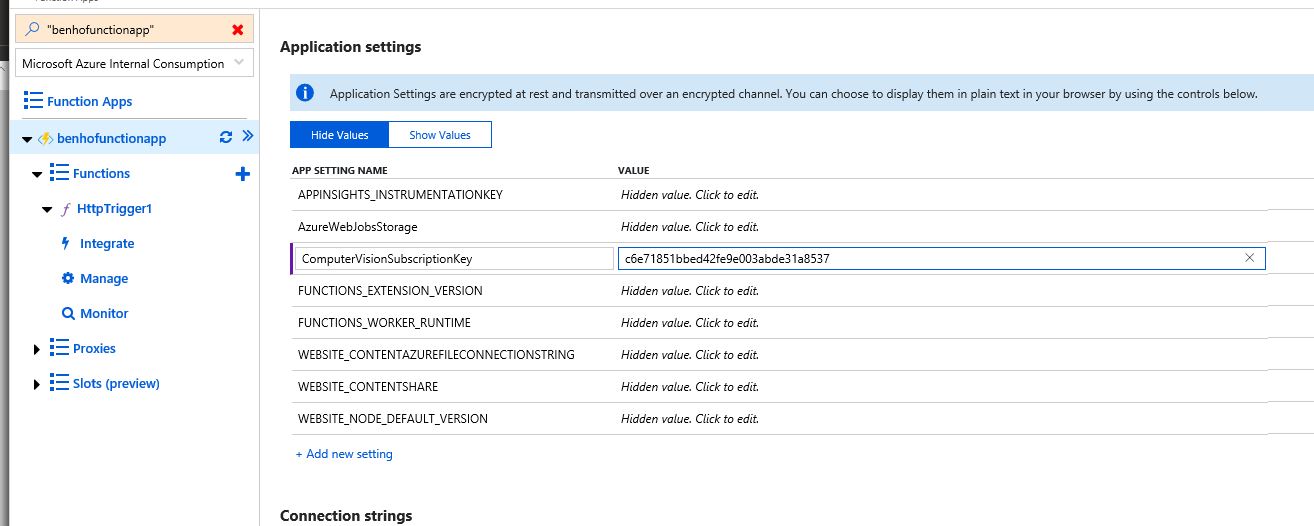 "benhofunctionapp"
Microsoft Azure Internal Consumption
Function Apps
benhofunctionapp
Functions
HttpTrigger1
Integrate
Manage
Monitor
Proxies
Slots (preview)
Application settings
Application Settings are encrypted at rest and transmitted over an encrypted channel. You can choose to display them in plain text in your browser by using the controls below.
Hide Values Show Values
APP SETTING NAME VALUE
APPINSIGHTS_INSTRUMENTATIONKEY Hidden value. Click to edit.
AzureWebJobsStorage Hidden value. Click to edit.
ComputerVisionSubscriptionKey c6e71851bbed42fe9e003abde31a8537
FUNCTIONS_EXTENSION_VERSION Hidden value. Click to edit.
FUNCTIONS_WORKER_RUNTIME Hidden value. Click to edit.
WEBSITE_CONTENTAZUREFILECONNECTIONSTRING Hidden value. Click to edit.
WEBSITE_CONTENTSHARE Hidden value. Click to edit.
WEBSITE_NODE_DEFAULT_VERSION Hidden value. Click to edit.
+ Add new setting
Connection strings